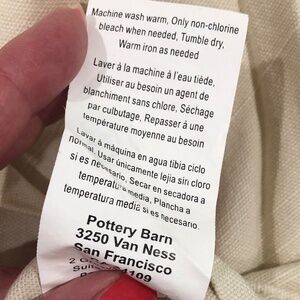 Machine wash warm, Only non-chlorine
bleach when needed, Tumble dry,
Warm iron as needed
Laver à la machine à l'eau tiède,
Utiliser au besoin un agent de
blanchiment sans chlore, Séchage
par culbutage, Repasser à une
température moyenne au besoin
Lavar à máquina en agua tibia ciclo
normal, Usar únicamente lejia sin cloro
si es necesario, Secar en secadora a
temperatura media, Plancha a
temperatura media si es necesario.
Pottery Barn
3250 Van Ness
San Francisco
2